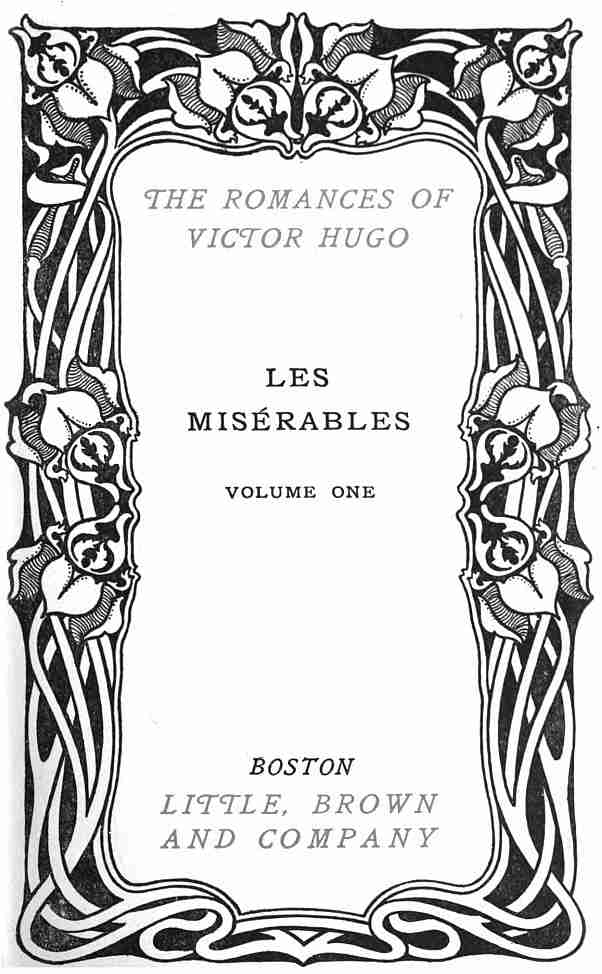 THE ROMANCES OF
VICTOR HUGO
LES
MISÉRABLES
VOLUME ONE
BOSTON
LITTLE, BROWN
AND COMPANY